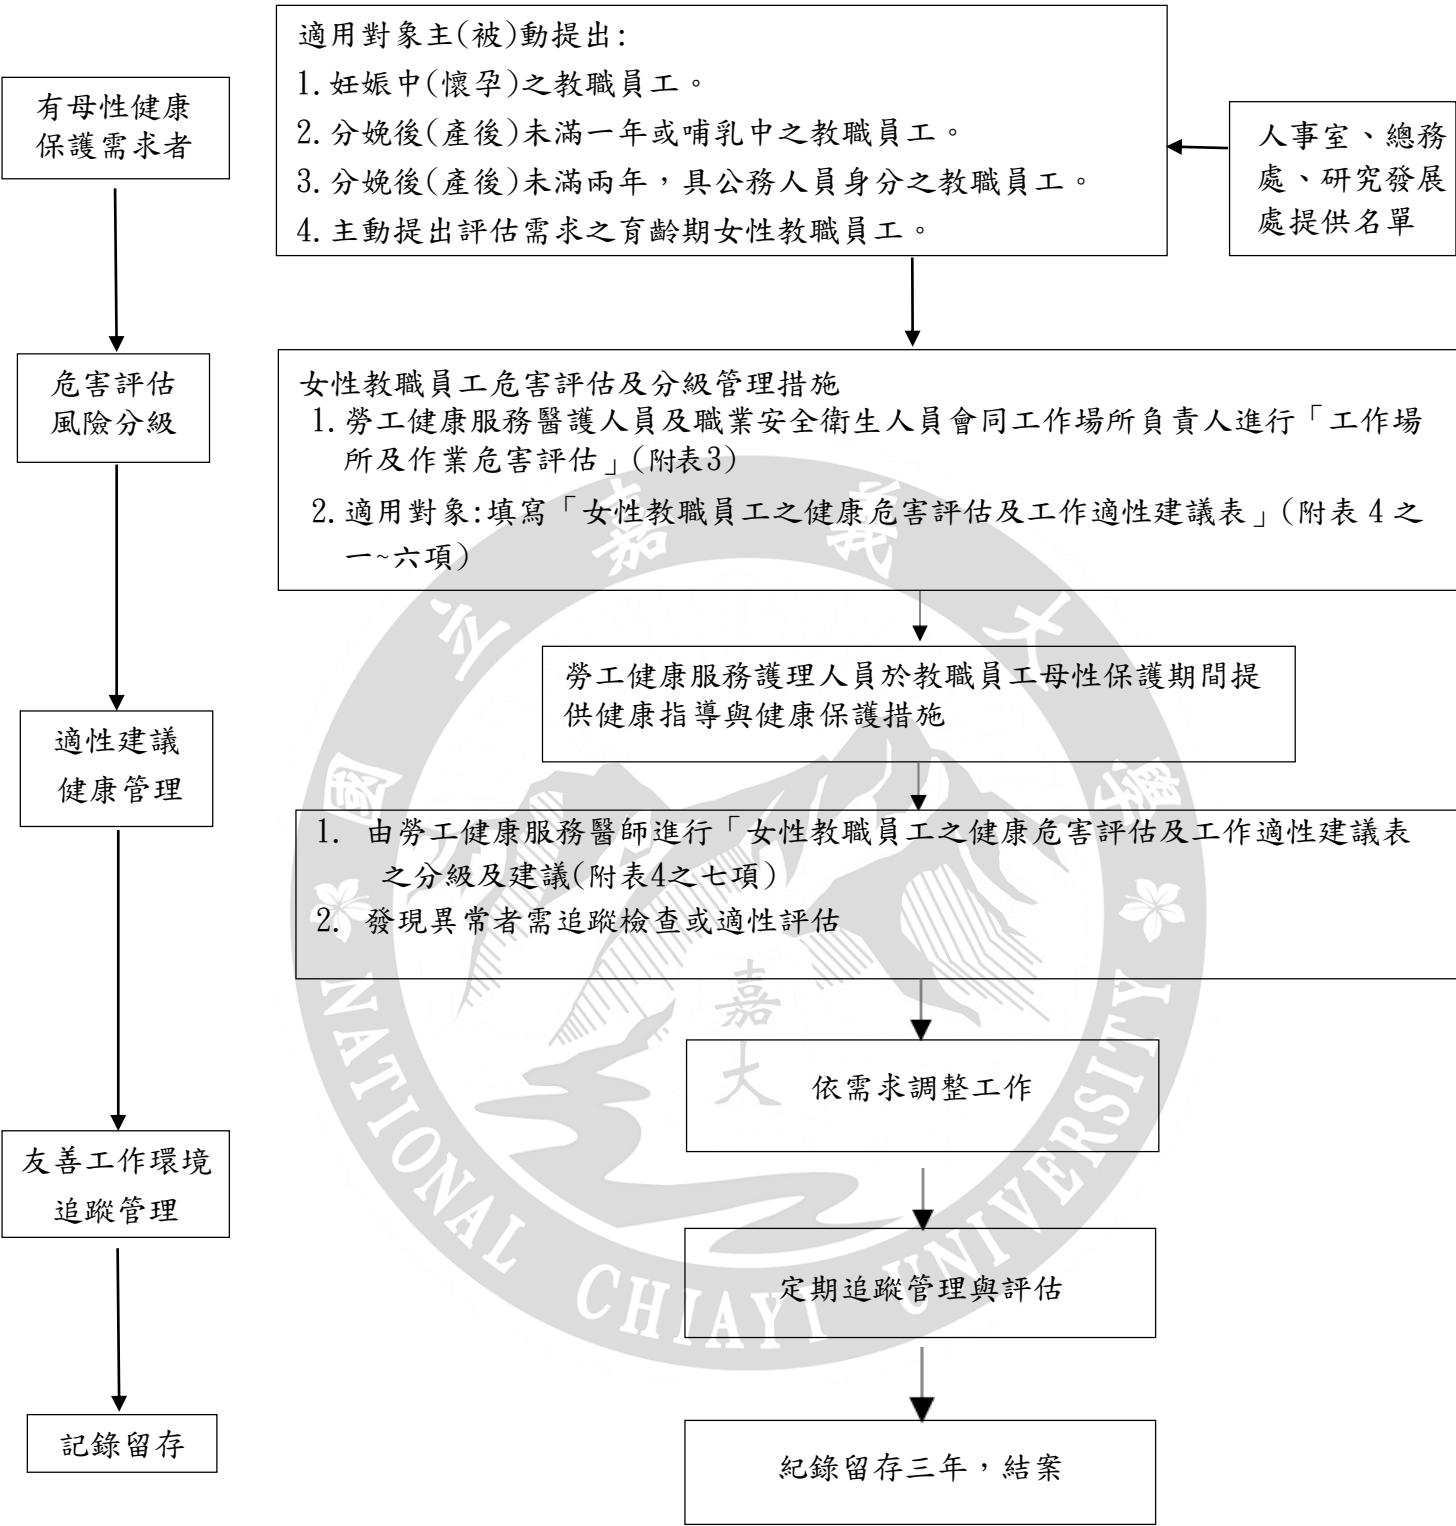 有母性健康
保護需求者
適用對象主(被)動提出:
1.妊娠中(懷孕)之教職員工。
2.分娩後(產後)未滿一年或哺乳中之教職員工。
3.分娩後(產後)未滿兩年，具公務人員身分之教職員工。
4.主動提出評估需求之育齡期女性教職員工。
人事室、總務
處、研究發展
處提供名單
危害評估
風險分級
女性教職員工危害評估及分級管理措施
1.勞工健康服務醫護人員及職業安全衛生人員會同工作場所負責人進行「工作場
所及作業危害評估」(附表3)
2.適用對象:填寫「女性教職員工之健康危害評估及工作適性建議表」(附表 4 之
一~六項)
適性建議
健康管理
勞工健康服務護理人員於教職員工母性保護期間提
供健康指導與健康保護措施
1. 由勞工健康服務醫師進行「女性教職員工之健康危害評估及工作適性建議表
之分級及建議(附表4之七項)
2. 發現異常者需追蹤檢查或適性評估
依需求調整工作
友善工作環境
追蹤管理
定期追蹤管理與評估
記錄留存
紀錄留存三年，結案
國立嘉義大學
嘉大
NATIONAL CHIAYI UNIVERSITY